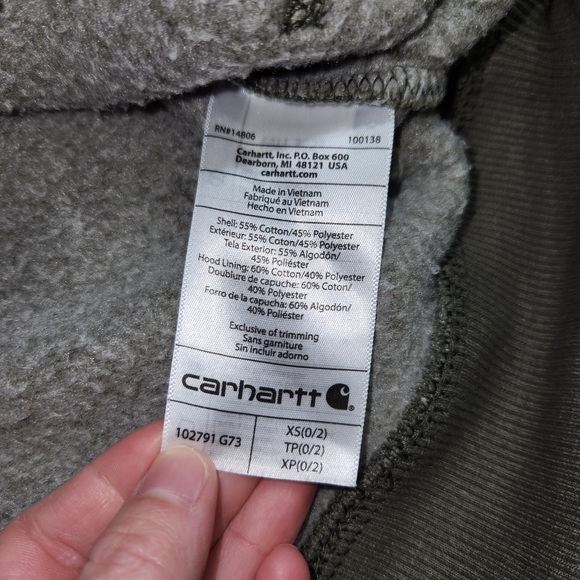 RN#14806 100138
Carhartt, Inc. P.O. Box 600
Dearborn, MI 48121 USA
carhartt.com
Made in Vietnam
Fabriqué au Vietnam
Hecho en Vietnam
Shell: 55% Cotton/45% Polyester
Extérieur: 55% Coton/45% Polyester
Tela Exterior: 55% Algodón/
45% Poliéster
Hood Lining: 60% Cotton/40% Polyester
Doublure de capuche: 60% Coton/
40% Polyester
Forro de la capucha: 60% Algodón/
40% Poliéster
Exclusive of trimming
Sans garniture
Sin incluir adorno
carhartt
102791 G73
XS(0/2)
TP(0/2)
XP(0/2)